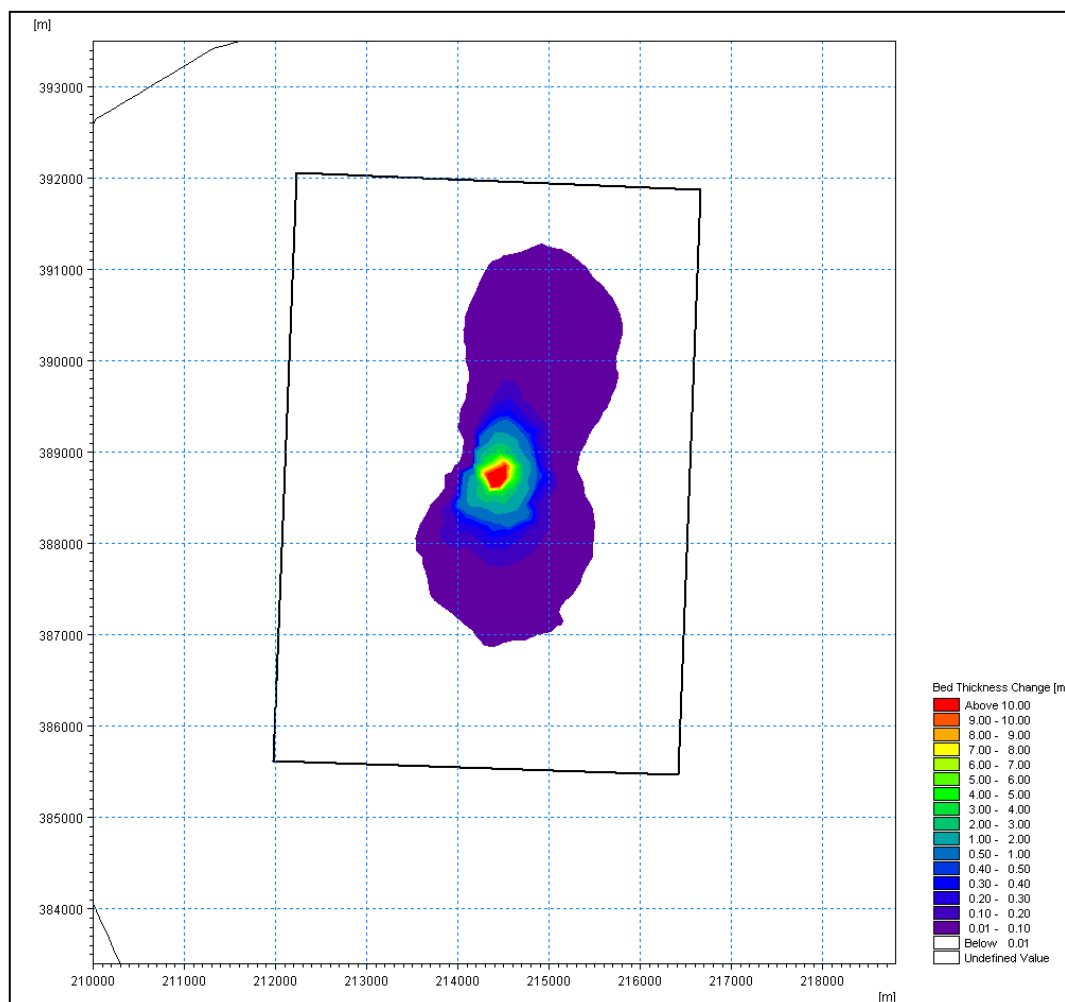 [m]
393000
392000
391000
390000
389000
388000
387000
386000
385000
384000
210000 211000 212000 213000 214000 215000 216000 217000 218000
[m]
Bed Thickness Change [m
Above 10.00
9.00 - 10.00
8.00 - 9.00
7.00 - 8.00
6.00 - 7.00
5.00 - 6.00
4.00 - 5.00
3.00 - 4.00
2.00 - 3.00
1.00 - 2.00
0.50 - 1.00
0.40 - 0.50
0.30 - 0.40
0.20 - 0.30
0.10 - 0.20
0.01 - 0.10
Below 0.01
Undefined Value